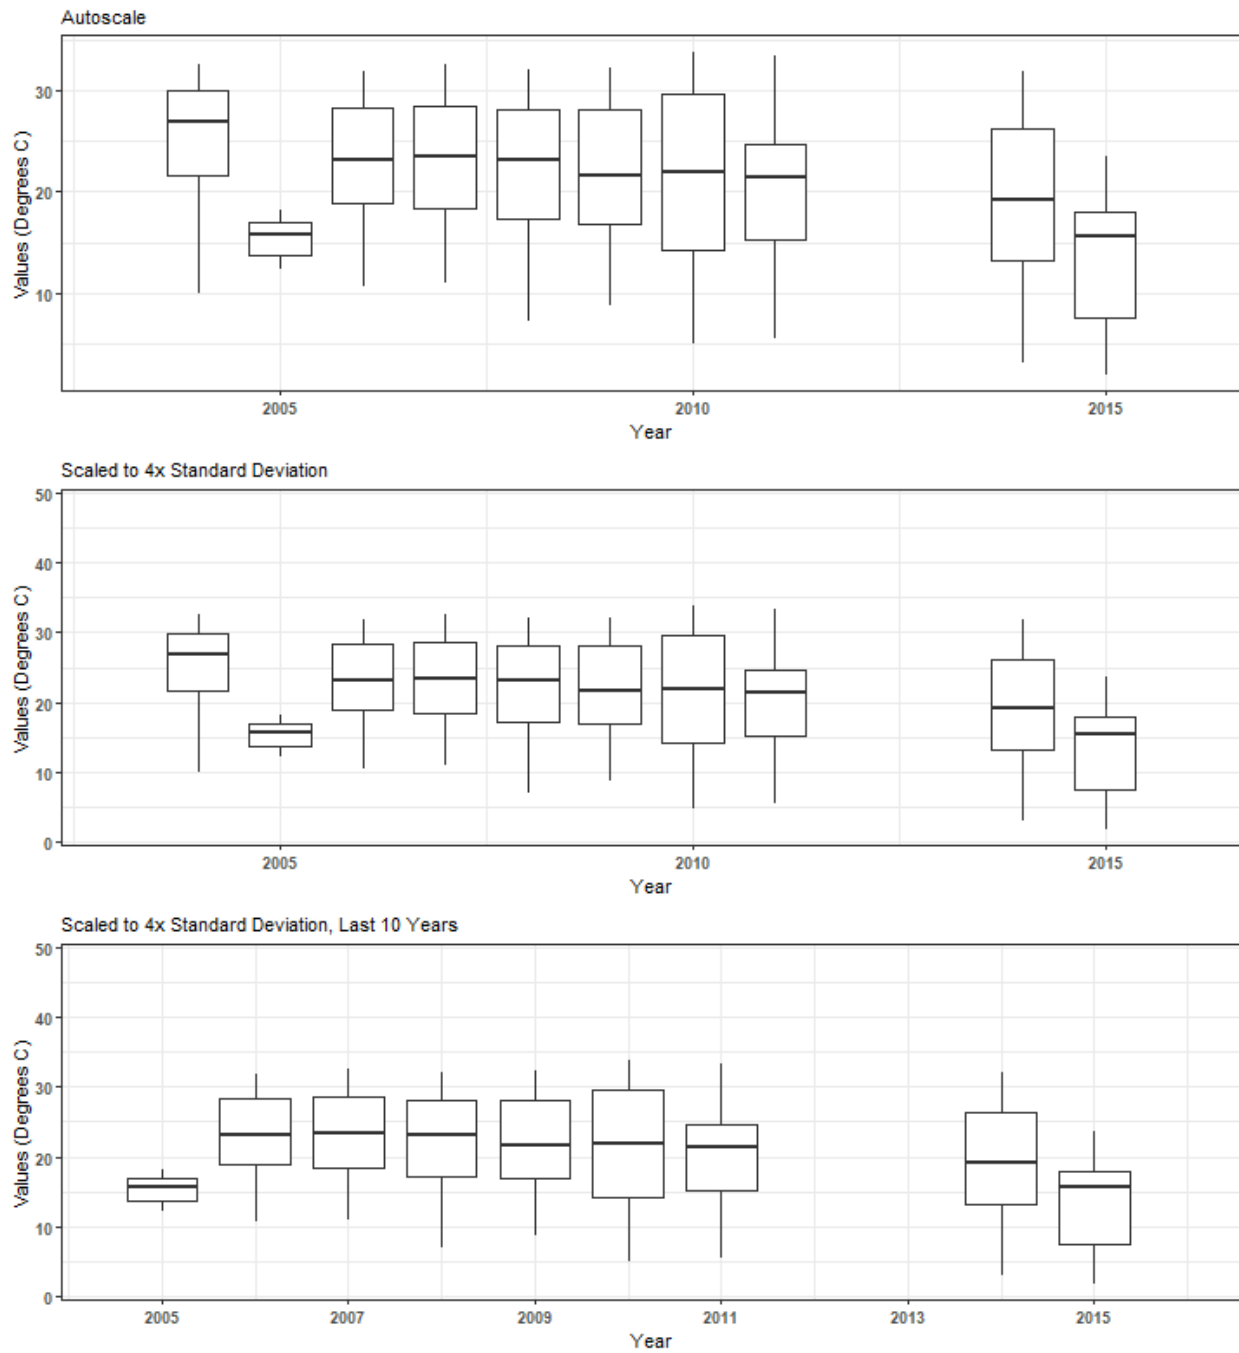 Autoscale
Values (Degrees C)
30
20
10
2005 2010 2015
Year
Scaled to 4x Standard Deviation
Values (Degrees C)
50
40
30
20
10
0
2005 2010 2015
Year
Scaled to 4x Standard Deviation, Last 10 Years
Values (Degrees C)
50
40
30
20
10
0
2005 2007 2009 2011 2013 2015
Year